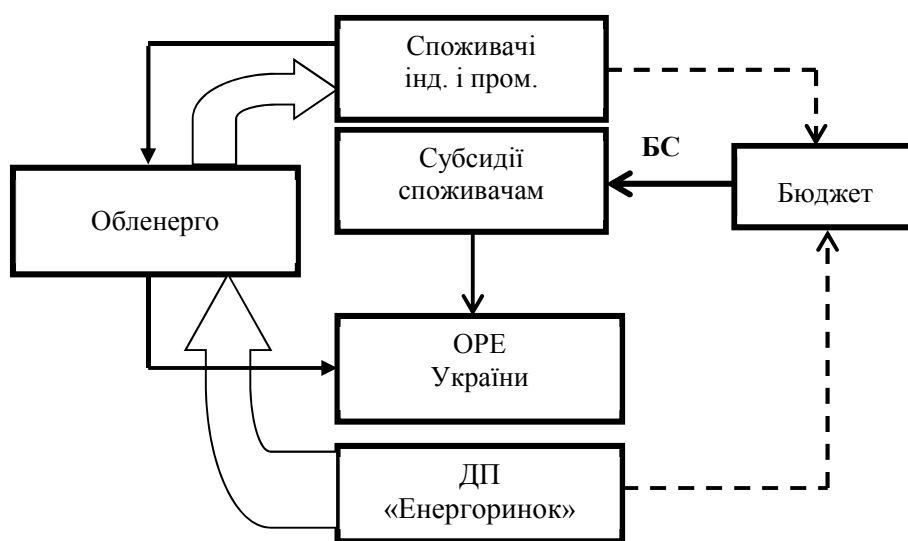 Споживачі
інд. і пром.
БС
Субсидії
споживачам
Бюджет
Обленерго
ОРЕ
України
ДП
«Енергоринок»